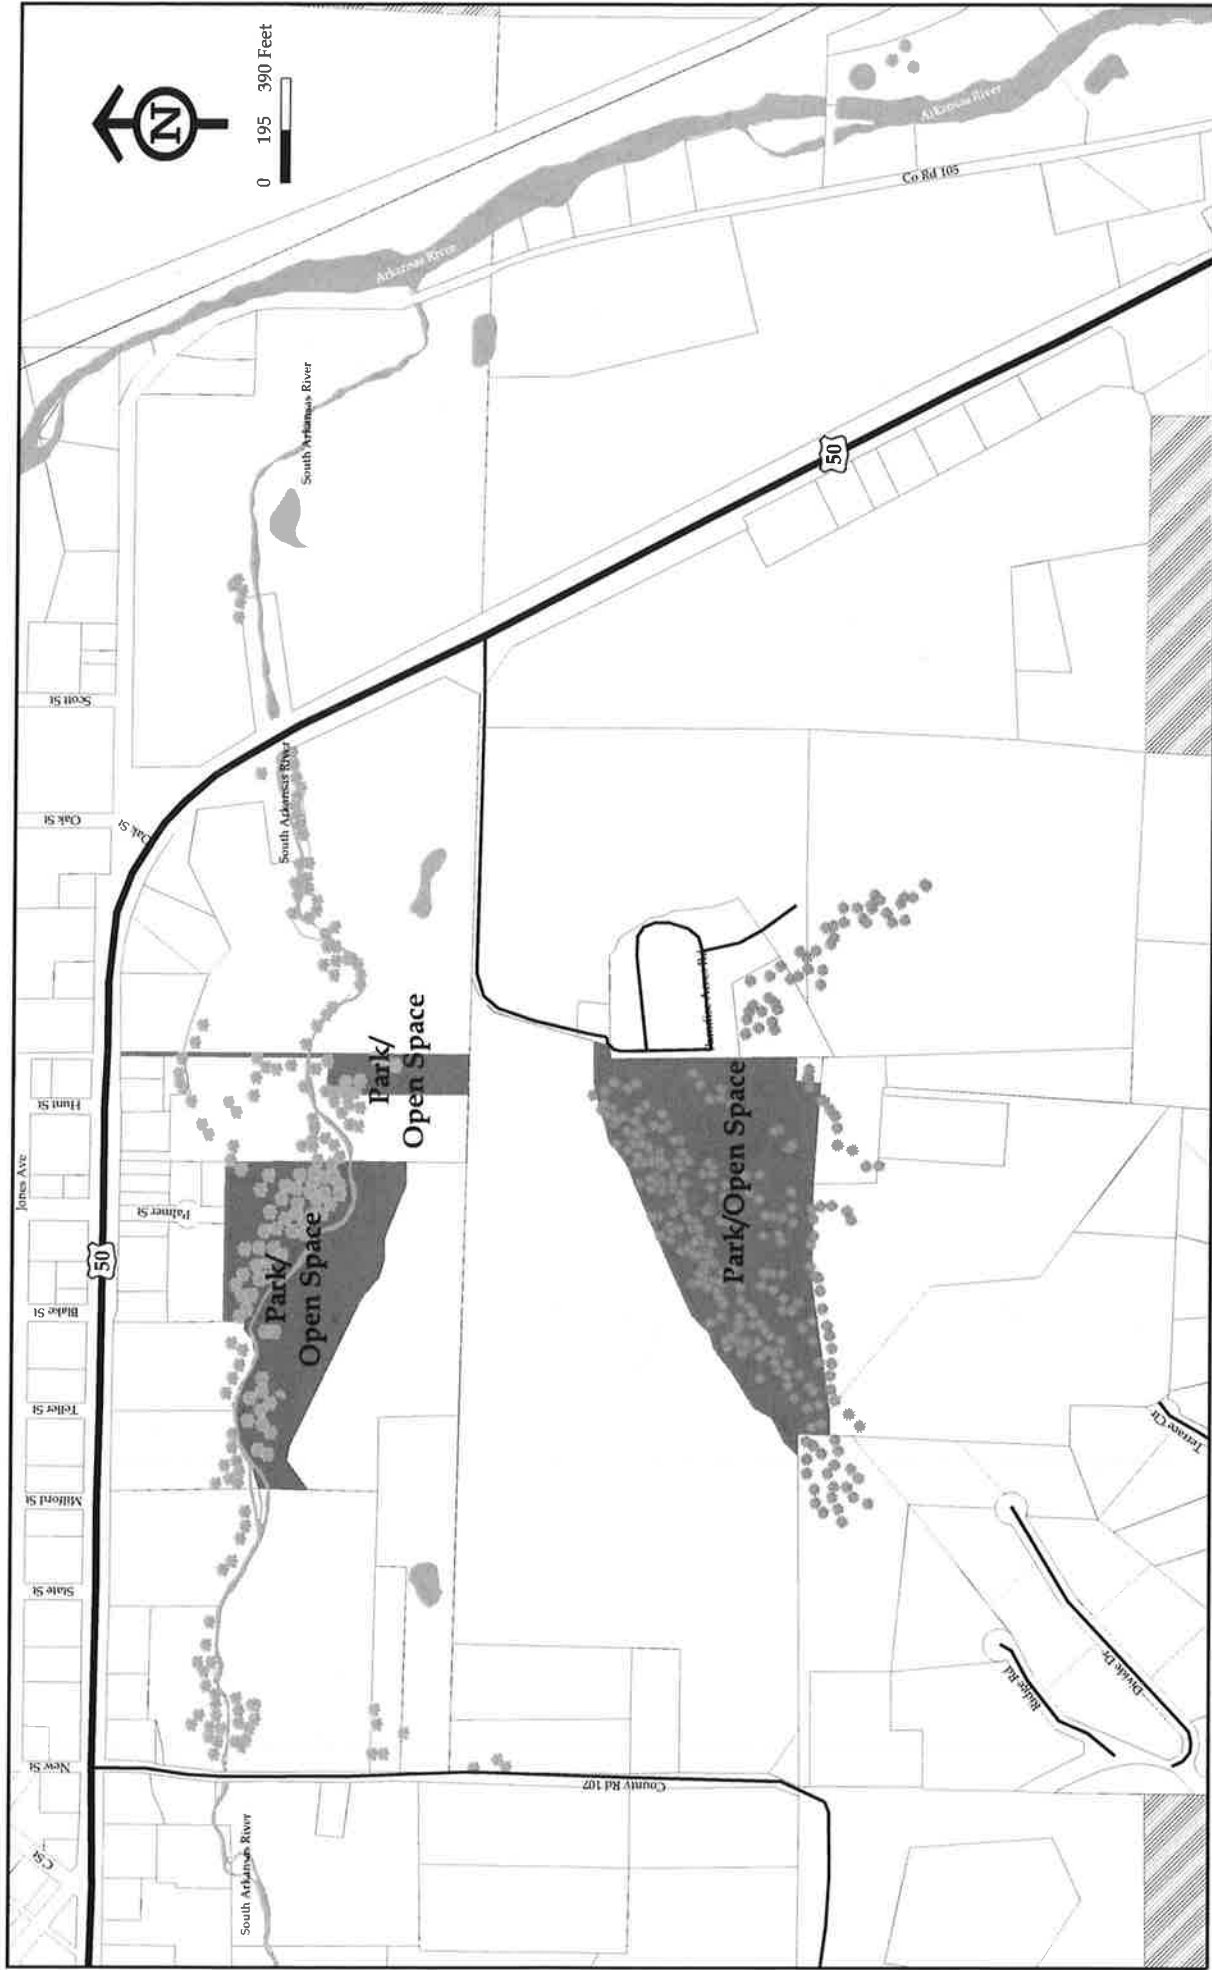 N
0 195 390 Feet
Scott St
Oak St
Oak St
Hunt St
Jones Ave
Palmer St
50
Blake St
Teller St
Milford St
State St
New St
C St
Arkansas River
Arkansas River
Co Rd 105
South Arkansas River
50
South Arkansas River
Park/
Open Space
Park/
Open Space
Park/Open Space
County Rd 107
South Arkansas River
Ridge Rd
Divide Dr
Terrace Cir